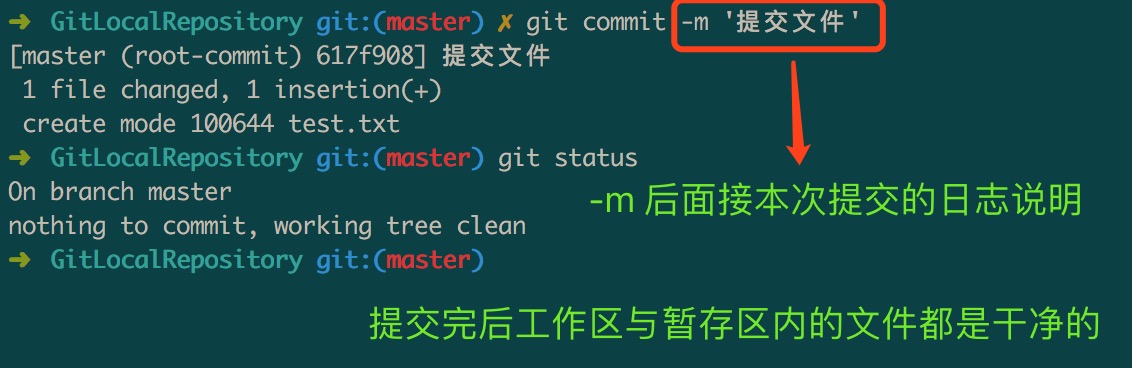 ➜ GitLocalRepository git:(master) ✗ git commit -m '提交文件'
[master (root-commit) 617f908] 提交文件
1 file changed, 1 insertion(+)
create mode 100644 test.txt
➜ GitLocalRepository git:(master) git status
On branch master
-m 后面接本次提交的日志说明
nothing to commit, working tree clean
➜ GitLocalRepository git:(master)
提交完后工作区与暂存区内的文件都是干净的